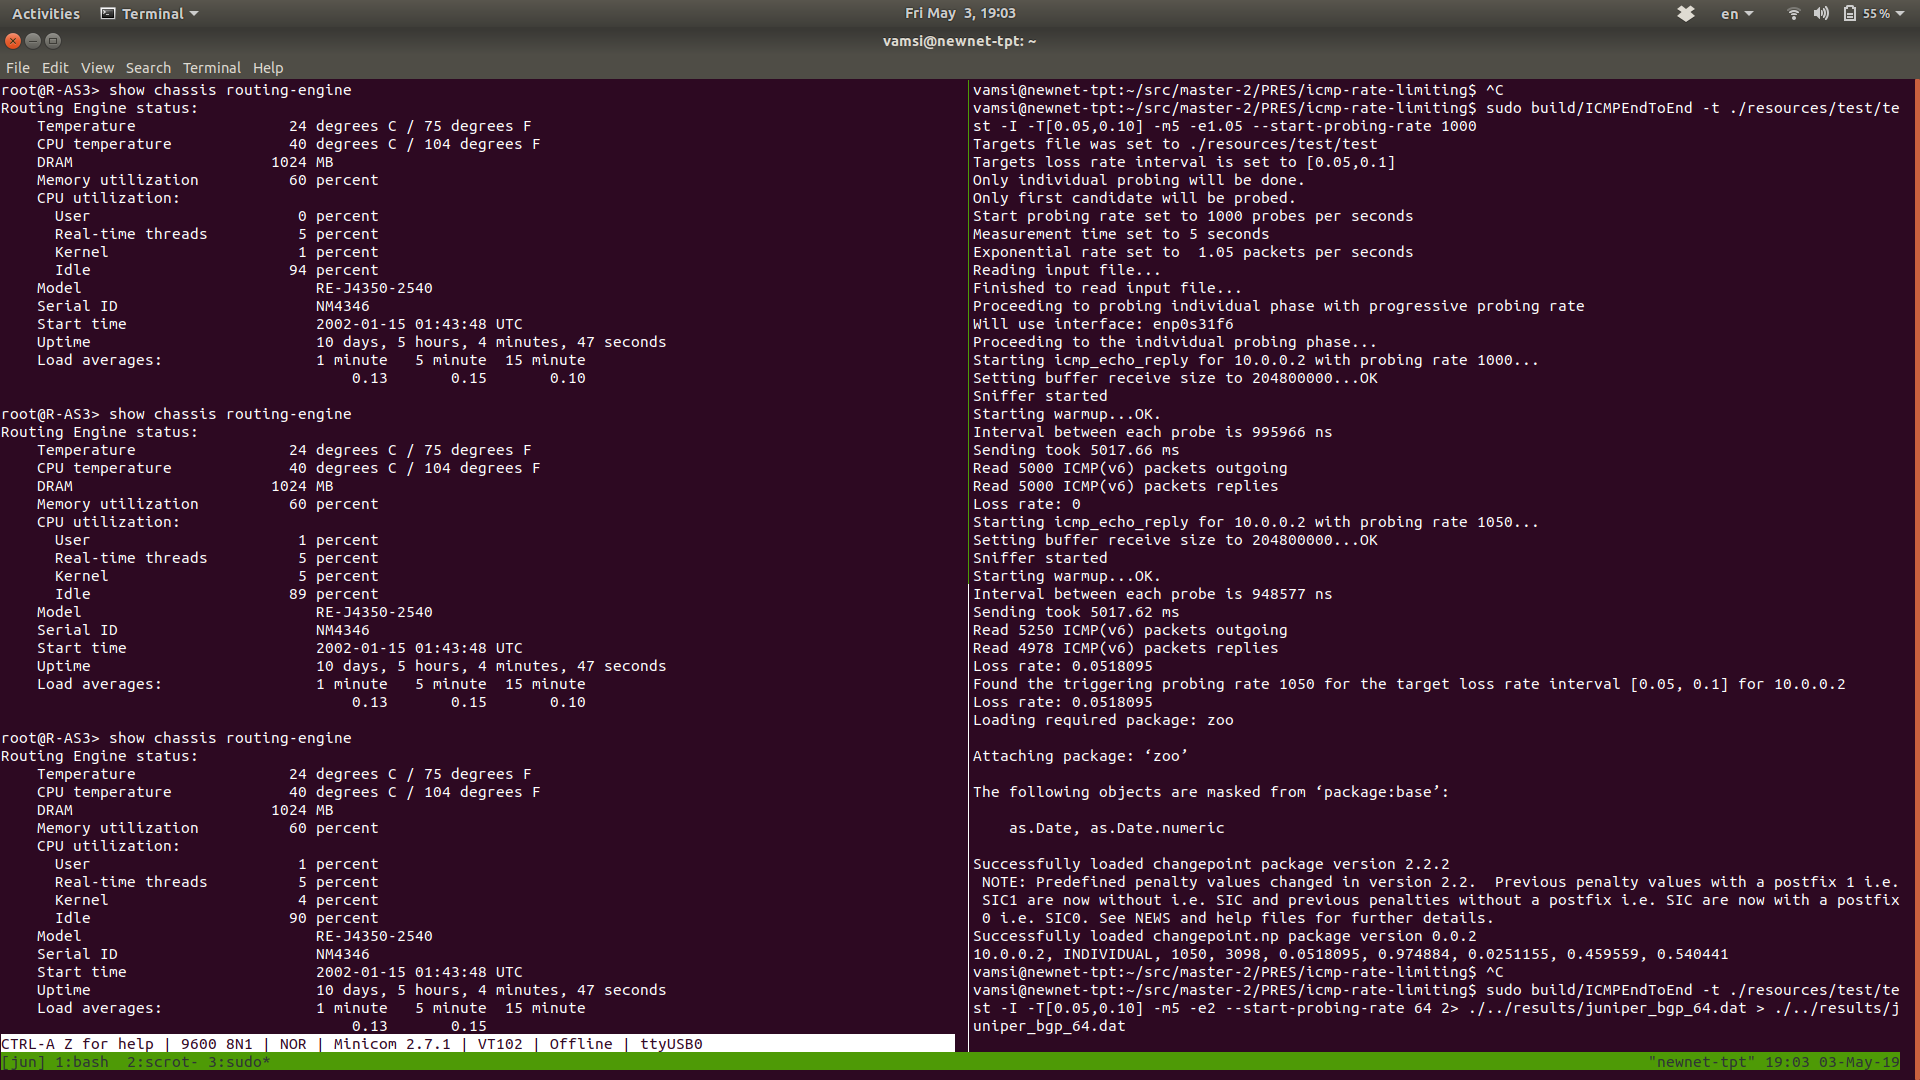 Activities Terminal Fri May 3, 19:03 en 55 %
vamsi@newnet-tpt: ~
File Edit View Search Terminal Help
root@R-AS3> show chassis routing-engine
Routing Engine status:
Temperature 24 degrees C / 75 degrees F
CPU temperature 40 degrees C / 104 degrees F
DRAM 1024 MB
Memory utilization 60 percent
CPU utilization:
User 0 percent
Real-time threads 5 percent
Kernel 1 percent
Idle 94 percent
Model RE-J4350-2540
Serial ID NM4346
Start time 2002-01-15 01:43:48 UTC
Uptime 10 days, 5 hours, 4 minutes, 47 seconds
Load averages: 1 minute 5 minute 15 minute
0.13 0.15 0.10
root@R-AS3> show chassis routing-engine
Routing Engine status:
Temperature 24 degrees C / 75 degrees F
CPU temperature 40 degrees C / 104 degrees F
DRAM 1024 MB
Memory utilization 60 percent
CPU utilization:
User 1 percent
Real-time threads 5 percent
Kernel 5 percent
Idle 89 percent
Model RE-J4350-2540
Serial ID NM4346
Start time 2002-01-15 01:43:48 UTC
Uptime 10 days, 5 hours, 4 minutes, 47 seconds
Load averages: 1 minute 5 minute 15 minute
0.13 0.15 0.10
root@R-AS3> show chassis routing-engine
Routing Engine status:
Temperature 24 degrees C / 75 degrees F
CPU temperature 40 degrees C / 104 degrees F
DRAM 1024 MB
Memory utilization 60 percent
CPU utilization:
User 1 percent
Real-time threads 5 percent
Kernel 4 percent
Idle 90 percent
Model RE-J4350-2540
Serial ID NM4346
Start time 2002-01-15 01:43:48 UTC
Uptime 10 days, 5 hours, 4 minutes, 47 seconds
Load averages: 1 minute 5 minute 15 minute
0.13 0.15
CTRL-A Z for help | 9600 8N1 | NOR | Minicom 2.7.1 | VT102 | Offline | ttyUSB0
vamsi@newnet-tpt:~/src/master-2/PRES/icmp-rate-limiting$ ^C
vamsi@newnet-tpt:~/src/master-2/PRES/icmp-rate-limiting$ sudo build/ICMPEndToEnd -t ./resources/test/te
st -I -T[0.05,0.10] -m5 -e1.05 --start-probing-rate 1000
Targets file was set to ./resources/test/test
Targets loss rate interval is set to [0.05,0.1]
Only individual probing will be done.
Only first candidate will be probed.
Start probing rate set to 1000 probes per seconds
Measurement time set to 5 seconds
Exponential rate set to  1.05 packets per seconds
Reading input file...
Finished to read input file...
Proceeding to probing individual phase with progressive probing rate
Will use interface: enp0s31f6
Proceeding to the individual probing phase...
Starting icmp_echo_reply for 10.0.0.2 with probing rate 1000...
Setting buffer receive size to 204800000...OK
Sniffer started
Starting warmup...OK.
Interval between each probe is 995966 ns
Sending took 5017.66 ms
Read 5000 ICMP(v6) packets outgoing
Read 5000 ICMP(v6) packets replies
Loss rate: 0
Starting icmp_echo_reply for 10.0.0.2 with probing rate 1050...
Setting buffer receive size to 204800000...OK
Sniffer started
Starting warmup...OK.
Interval between each probe is 948577 ns
Sending took 5017.62 ms
Read 5250 ICMP(v6) packets outgoing
Read 4978 ICMP(v6) packets replies
Loss rate: 0.0518095
Found the triggering probing rate 1050 for the target loss rate interval [0.05, 0.1] for 10.0.0.2
Loss rate: 0.0518095
Loading required package: zoo
Attaching package: ‘zoo’
The following objects are masked from ‘package:base’:
as.Date, as.Date.numeric
Successfully loaded changepoint package version 2.2.2
NOTE: Predefined penalty values changed in version 2.2.  Previous penalty values with a postfix 1 i.e.
SIC1 are now without i.e. SIC and previous penalties without a postfix i.e. SIC are now with a postfix
0 i.e. SIC0. See NEWS and help files for further details.
Successfully loaded changepoint.np package version 0.0.2
10.0.0.2, INDIVIDUAL, 1050, 3098, 0.0518095, 0.974884, 0.0251155, 0.459559, 0.540441
vamsi@newnet-tpt:~/src/master-2/PRES/icmp-rate-limiting$ ^C
vamsi@newnet-tpt:~/src/master-2/PRES/icmp-rate-limiting$ sudo build/ICMPEndToEnd -t ./resources/test/te
st -I -T[0.05,0.10] -m5 -e2 --start-probing-rate 64 2> ./../results/juniper_bgp_64.dat > ./../results/j
uniper_bgp_64.dat
[jun] 1:bash  2:scrot- 3:sudo* "newnet-tpt" 19:03 03-May-19